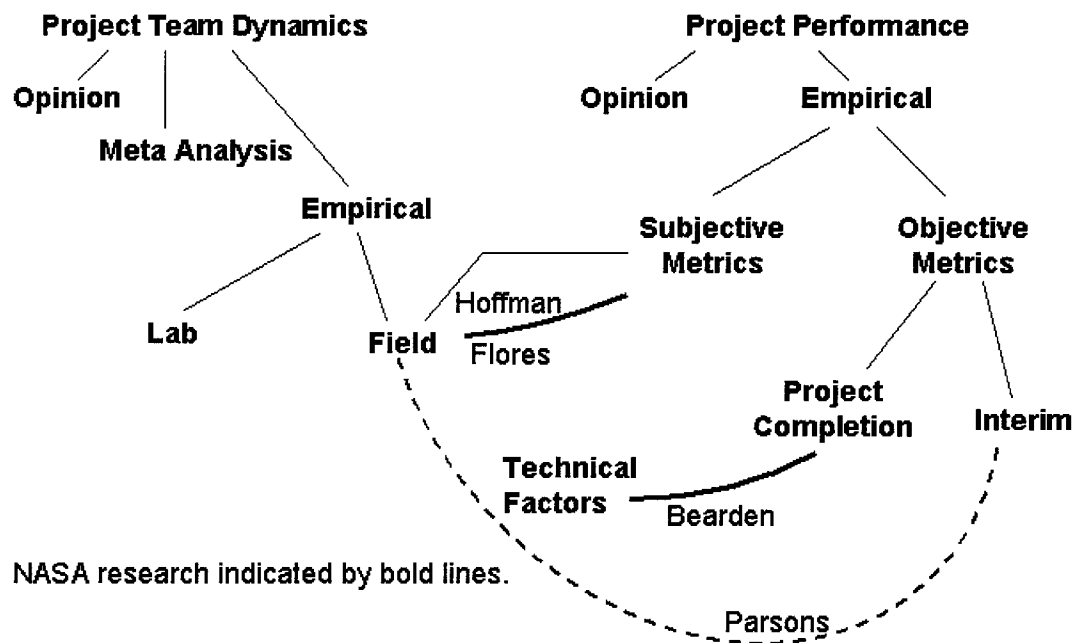 Project Team Dynamics
Project Performance
Opinion
Opinion
Empirical
Meta Analysis
Empirical
Subjective
Metrics
Objective
Metrics
Hoffman
Lab
Field
Flores
Project
Completion
Interim
Technical
Factors
Bearden
NASA research indicated by bold lines.
Parsons